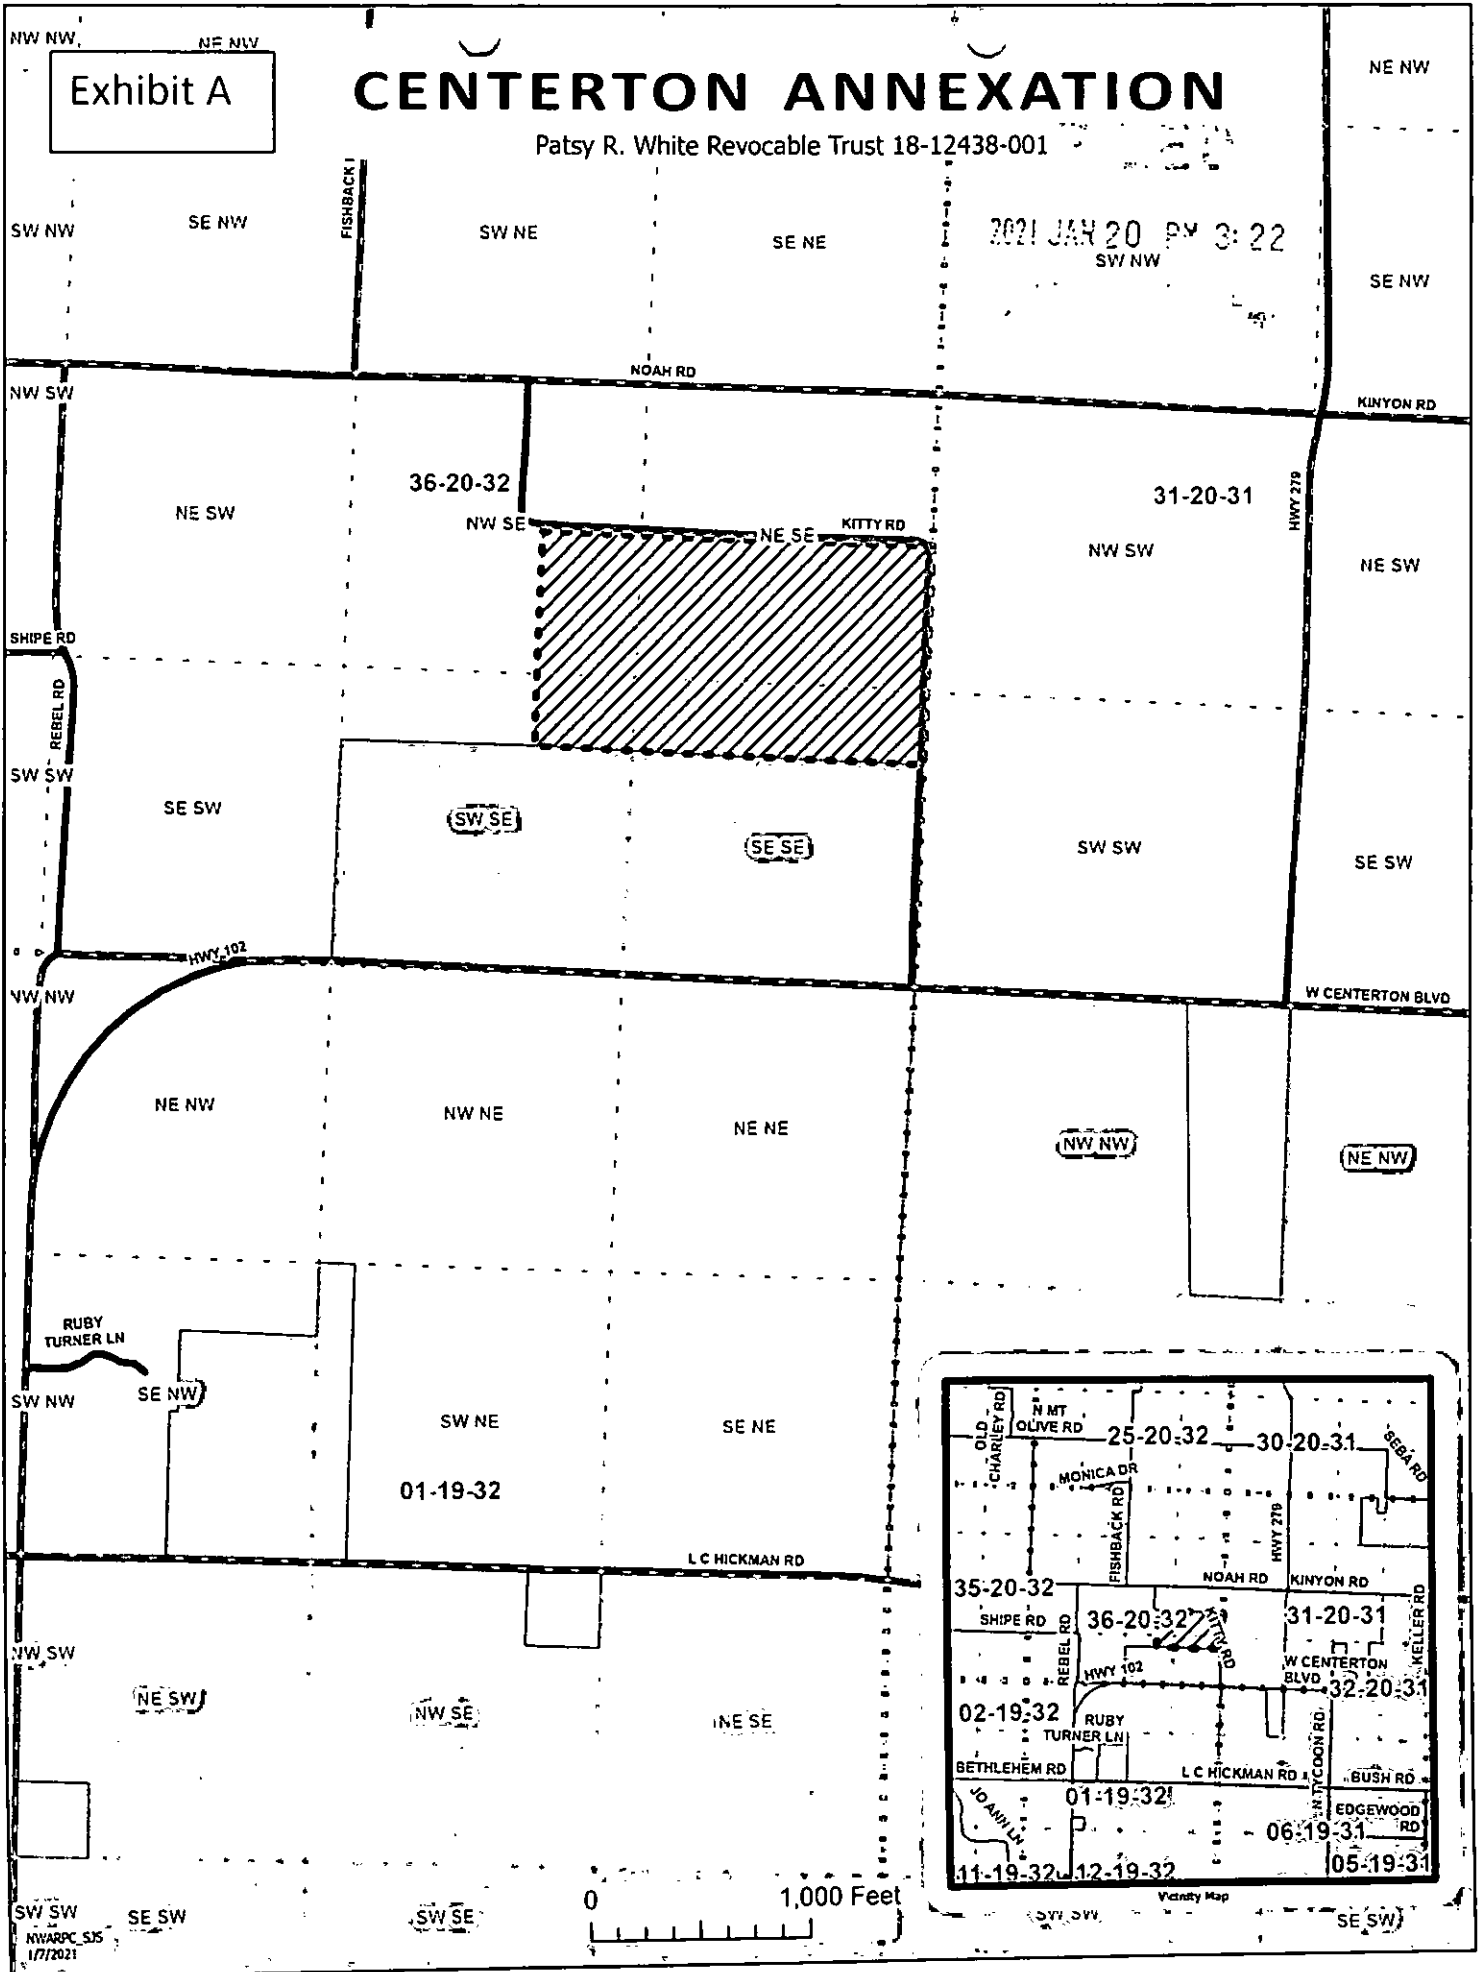 NW NW
NE NW
Exhibit A
CENTERTON ANNEXATION
Patsy R. White Revocable Trust 18-12438-001
NE NW
2021 JAN 20 PM 3:22
SW NW
SE NW
FISHBACK
SW NE
SE NE
SW NW
SE NW
NOAH RD
KINYON RD
NW SW
36-20-32
31-20-31
HWY 279
NE SW
NW SE
NE SE
KITTY RD
NW SW
NE SW
SHIPE RD
REBEL RD
SW SW
SE SW
SW SE
SE SE
SW SW
SE SW
HWY 102
W CENTERTON BLVD
NW NW
NE NW
NW NE
NE NE
NW NW
NE NW
RUBY
TURNER LN
SW NW
SE NW
SW NE
SE NE
01-19-32
L C HICKMAN RD
NW SW
NE SW
NW SE
NE SE
SW SW
SE SW
SW SE
SW SW
SE SW
NWARPC_SJS
1/7/2021
0
1,000 Feet
OLD
CHARLEY RD
N MT
OLIVE RD
25-20-32
30-20-31
SEBA RD
MONICA DR
FISHBACK RD
HWY 279
35-20-32
NOAH RD
KINYON RD
SHIPE RD
REBEL RD
36-20-32
KITTY RD
31-20-31
KELLER RD
HWY 102
W CENTERTON
BLVD
32-20-31
02-19-32
RUBY
TURNER LN
N TYCOON RD
BETHLEHEM RD
L C HICKMAN RD
BUSH RD
JO ANN LN
01-19-32
EDGEWOOD
RD
06-19-31
11-19-32
12-19-32
05-19-31
Vicinity Map